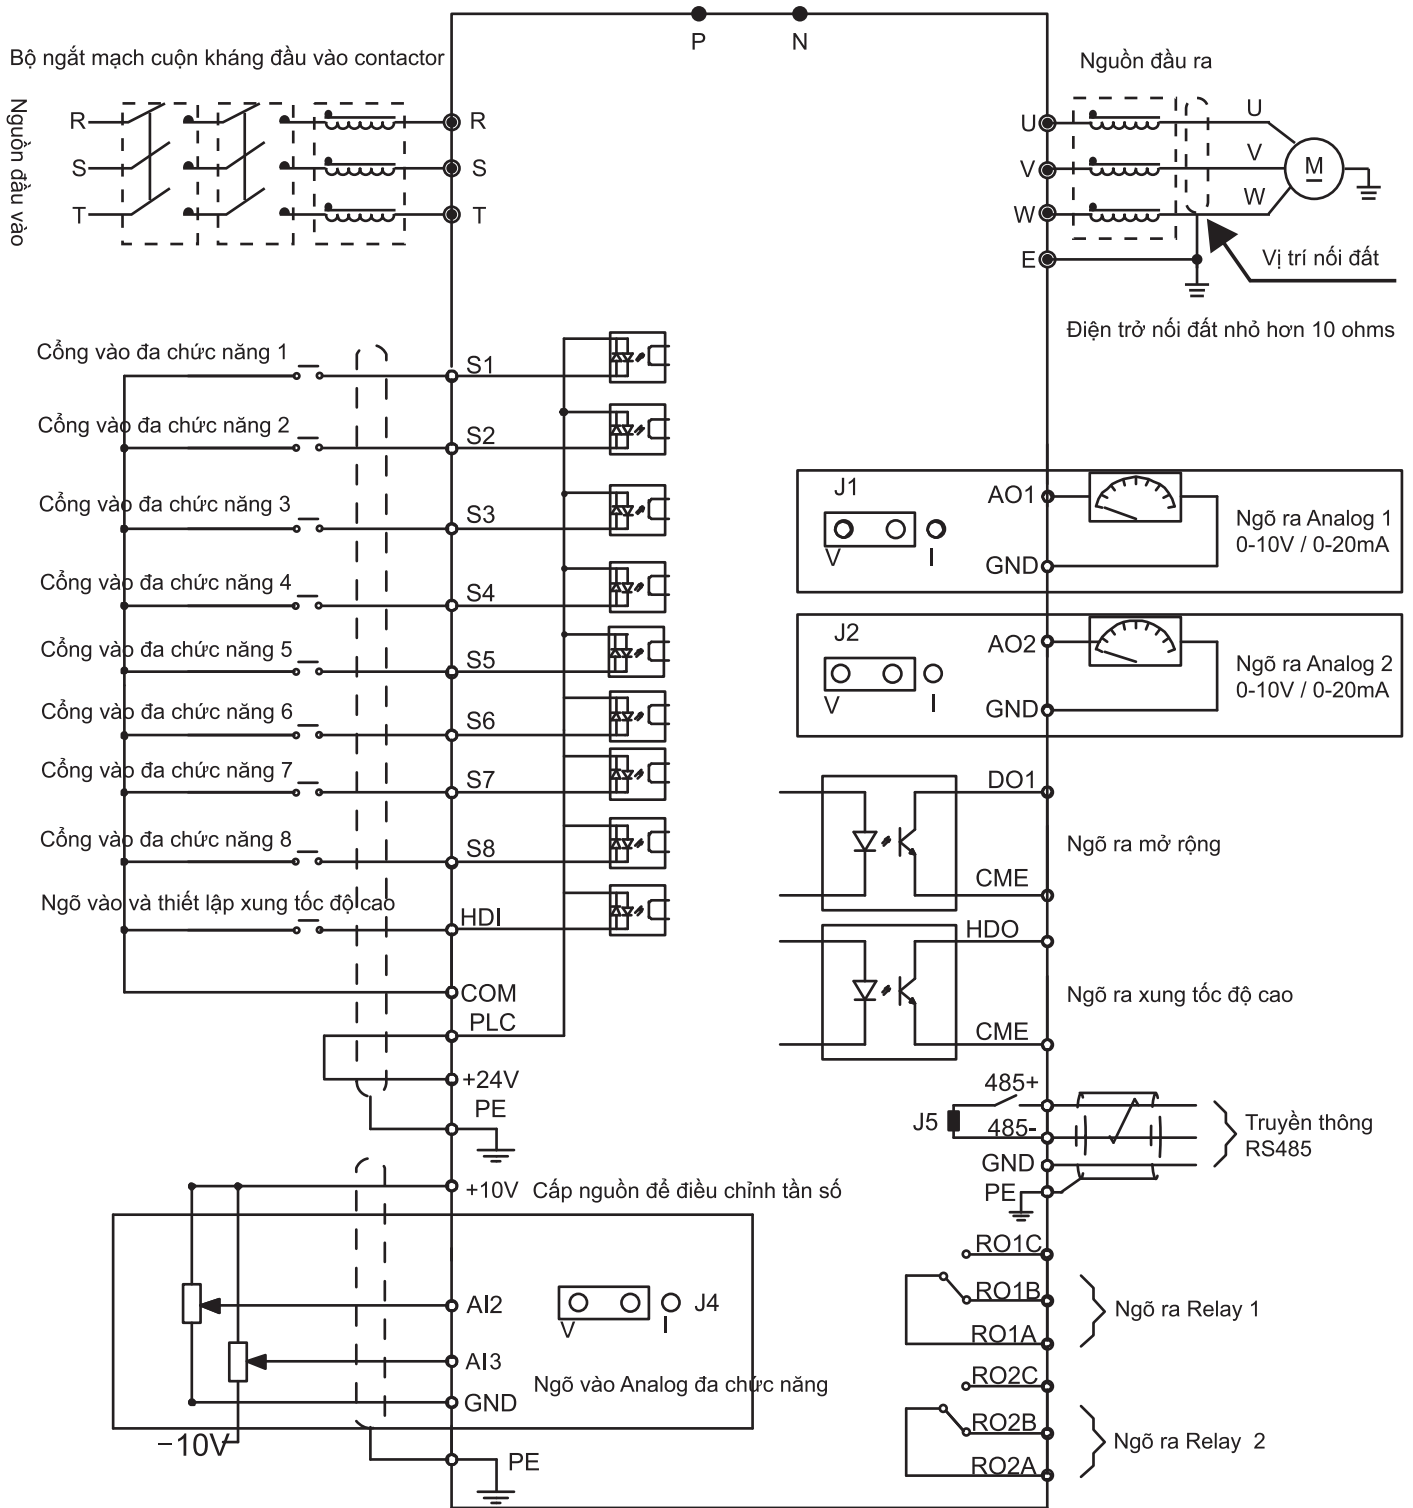 P
N
Bộ ngắt mạch cuộn kháng đầu vào contactor
Nguồn đầu ra
Nguồn đầu vào
R
S
T
R
S
T
U
V
W
E
U
V
W
M
Vị trí nối đất
Điện trở nối đất nhỏ hơn 10 ohms
Cổng vào đa chức năng 1
S1
Cổng vào đa chức năng 2
S2
Cổng vào đa chức năng 3
S3
Cổng vào đa chức năng 4
S4
Cổng vào đa chức năng 5
S5
Cổng vào đa chức năng 6
S6
Cổng vào đa chức năng 7
S7
Cổng vào đa chức năng 8
S8
Ngõ vào và thiết lập xung tốc độ cao
HDI
COM
PLC
+24V
PE
J1
V
I
AO1
GND
Ngõ ra Analog 1
0-10V / 0-20mA
J2
V
I
AO2
GND
Ngõ ra Analog 2
0-10V / 0-20mA
DO1
CME
Ngõ ra mở rộng
HDO
CME
Ngõ ra xung tốc độ cao
485+
J5
485-
GND
PE
Truyền thông
RS485
+10V
Cấp nguồn để điều chỉnh tần số
AI2
J4
V
I
AI3
Ngõ vào Analog đa chức năng
GND
−10V
PE
RO1C
RO1B
RO1A
Ngõ ra Relay 1
RO2C
RO2B
RO2A
Ngõ ra Relay 2